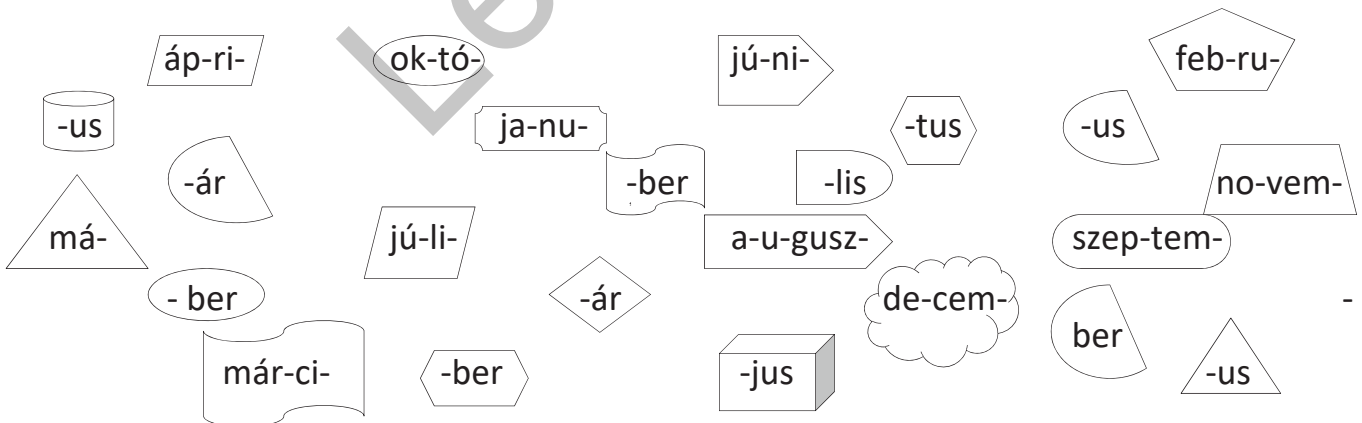 áp-ri-
ok-tó-
jú-ni-
feb-ru-
-us
ja-nu-
-tus
-us
-ár
-ber
-lis
no-vem-
má-
jú-li-
a-u-gusz-
szep-tem-
- ber
-ár
de-cem-
-
ber
már-ci-
-ber
-jus
-us
Le